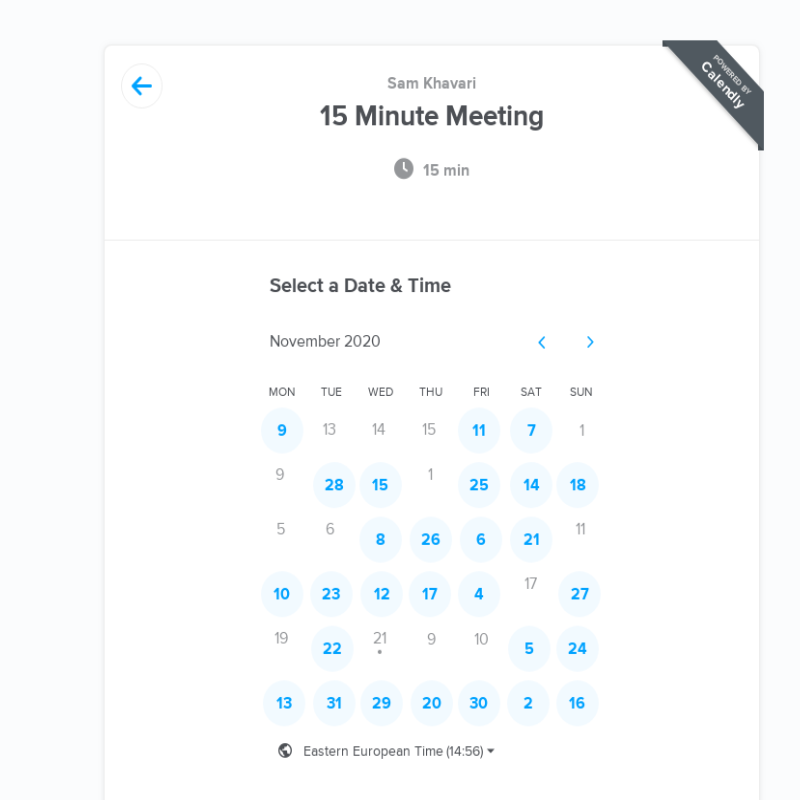 POWERED BY
Calendly
Sam Khavari
15 Minute Meeting
15 min
Select a Date & Time
November 2020
MON TUE WED THU FRI SAT SUN
9 13 14 15 11 7 1
9 28 15 1 25 14 18
5 6 8 26 6 21 11
10 23 12 17 4 17 27
19 22 21 9 10 5 24
13 31 29 20 30 2 16
Eastern European Time (14:56)